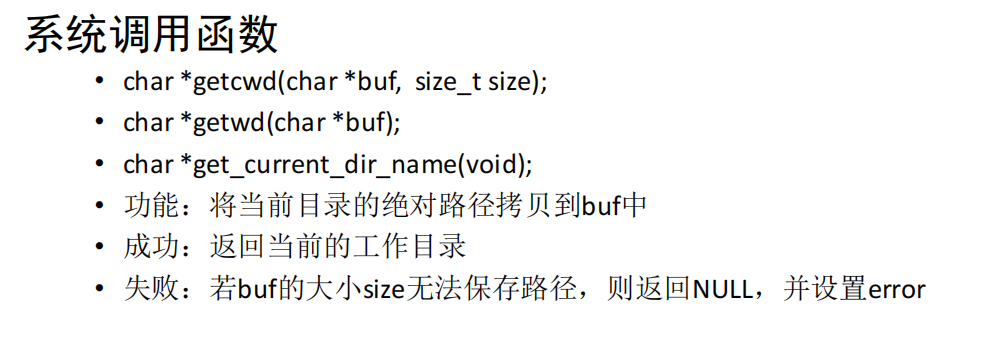 系统调用函数
• char *getcwd(char *buf, size_t size);
• char *getwd(char *buf);
• char *get_current_dir_name(void);
• 功能：将当前目录的绝对路径拷贝到buf中
• 成功：返回当前的工作目录
• 失败：若buf的大小size无法保存路径，则返回NULL，并设置error